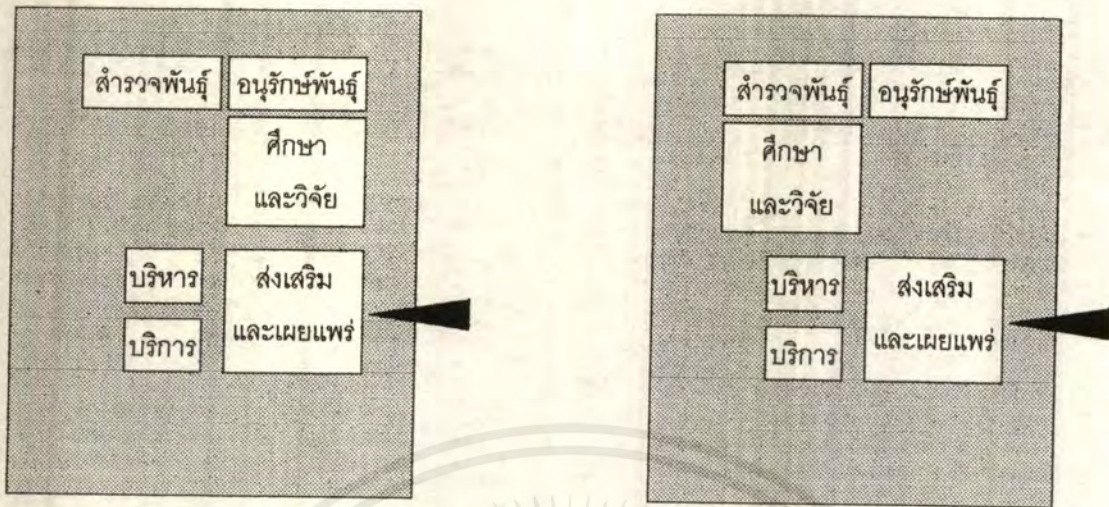 สำรวจพันธุ์ อนุรักษ์พันธุ์
ศึกษา
และวิจัย
บริหาร
บริการ
ส่งเสริม
และเผยแพร่
สำรวจพันธุ์ อนุรักษ์พันธุ์
ศึกษา
และวิจัย
บริหาร
บริการ
ส่งเสริม
และเผยแพร่